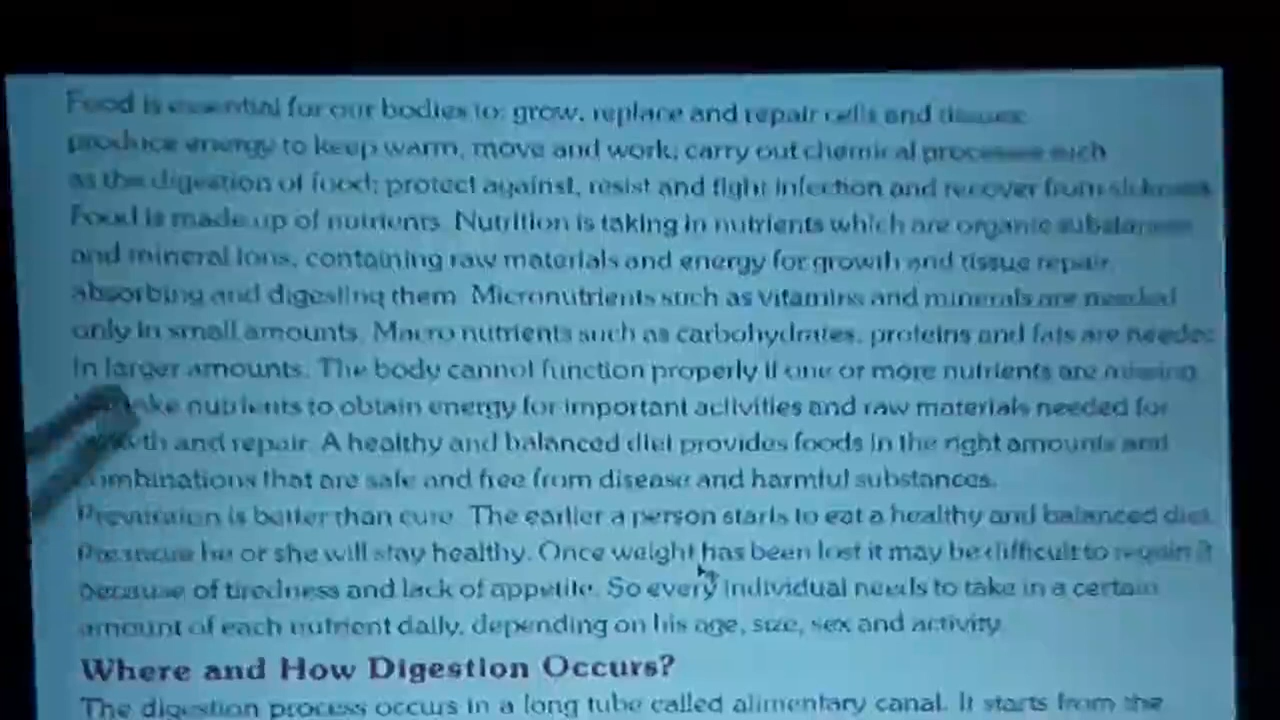 Food is essential for our bodies to: grow, replace and repair cells and tissues;
produce energy to keep warm, move and work; carry out chemical processes such
as the digestion of food; protect against, resist and fight infection and recover from sickness.
Food is made up of nutrients. Nutrition is taking in nutrients which are organic substances
and mineral ions, containing raw materials and energy for growth and tissue repair,
absorbing and digesting them. Micronutrients such as vitamins and minerals are needed
only in small amounts. Macro nutrients such as carbohydrates, proteins and fats are needed
in larger amounts. The body cannot function properly if one or more nutrients are missing.
nutrients to obtain energy for important activities and raw materials needed for
and repair. A healthy and balanced diet provides foods in the right amounts and
combinations that are safe and free from disease and harmful substances.
Prevention is better than cure. The earlier a person starts to eat a healthy and balanced diet,
he or she will stay healthy. Once weight has been lost it may be difficult to regain it
because of tiredness and lack of appetite. So every individual needs to take in a certain
amount of each nutrient daily, depending on his age, size, sex and activity.
Where and How Digestion Occurs?
The digestion process occurs in a long tube called alimentary canal. It starts from the